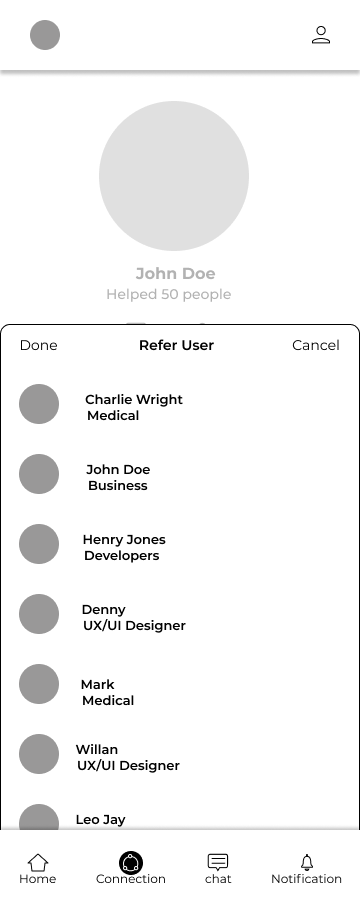 John Doe
Helped 50 people
Done Refer User Cancel
Charlie Wright
Medical
John Doe
Business
Henry Jones
Developers
Denny
UX/UI Designer
Mark
Medical
Willan
UX/UI Designer
Leo Jay
Home Connection chat Notification